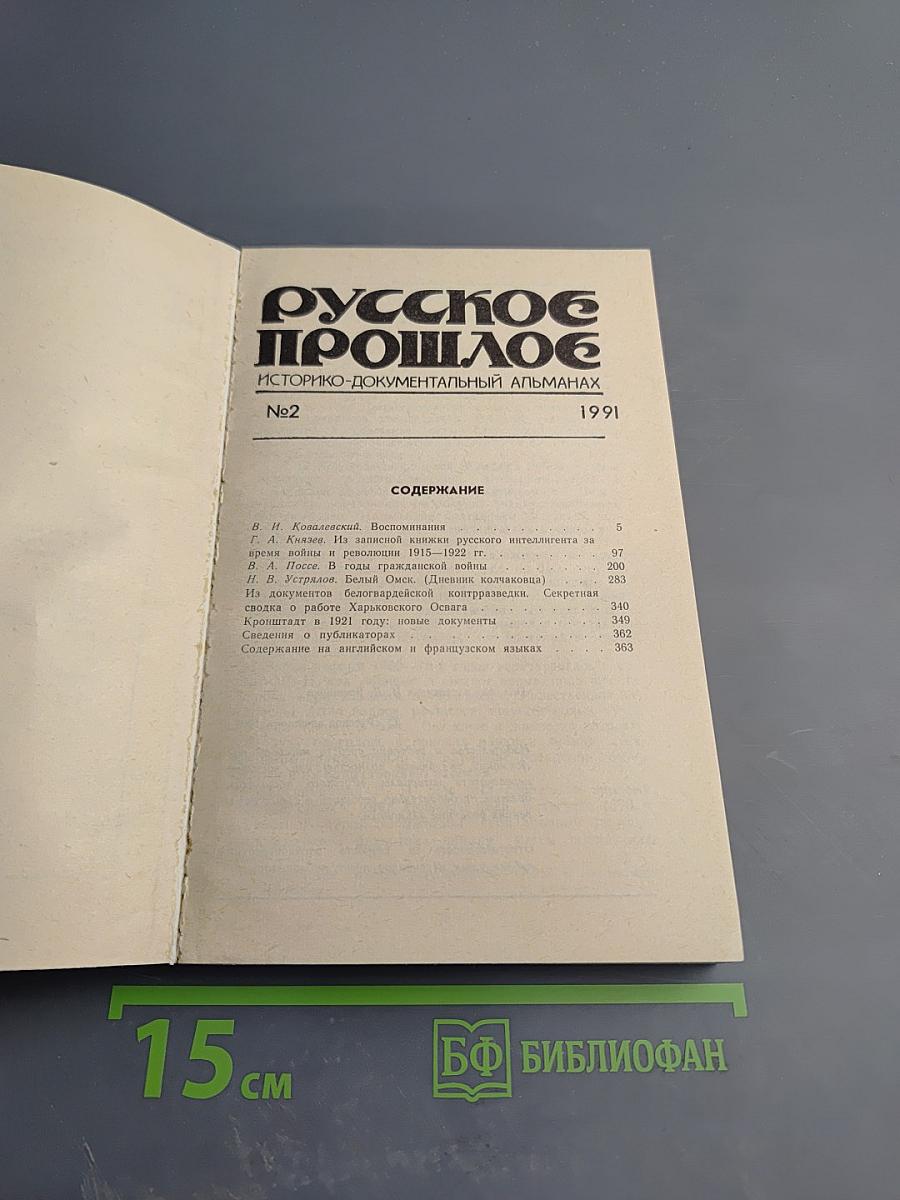 РУССКОЕ
ПРОШЛОЕ
ИСТОРИКО-ДОКУМЕНТАЛЬНЫЙ АЛЬМАНАХ
№2 1991
СОДЕРЖАНИЕ
В. И. Ковалевский. Воспоминания . . . . . . . . . . . 5
Г. А. Князев. Из записной книжки русского интеллигента за
время войны и революции 1915—1922 гг. . . . . . . . . 97
В. А. Поссе. В годы гражданской войны . . . . . . . . 200
Н. В. Устрялов. Белый Омск. (Дневник колчаковца) . . . 283
Из документов белогвардейской контрразведки. Секретная
сводка о работе Харьковского Освага . . . . . . . . . 340
Кронштадт в 1921 году: новые документы . . . . . . . 349
Сведения о публикаторах . . . . . . . . . . . . . . 362
Содержание на английском и французском языках . . . . 363
15 см БФ БИБЛИОФАН